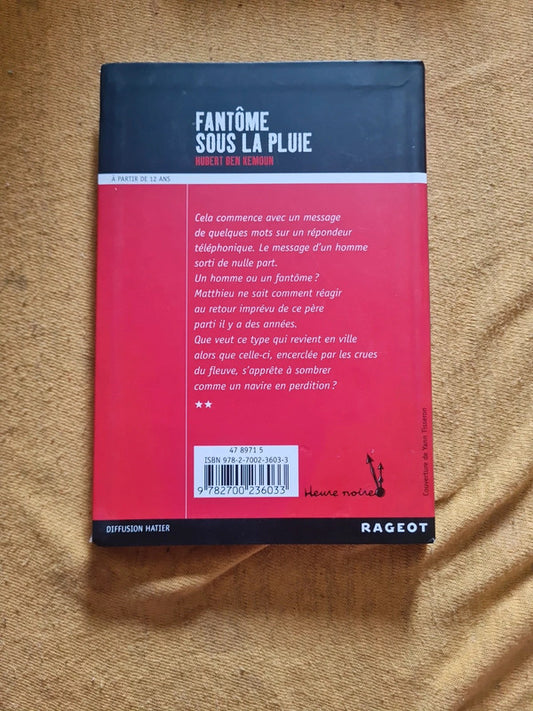 FANTÔME
SOUS LA PLUIE
HUBERT BEN KEMOUN
À PARTIR DE 12 ANS
Cela commence avec un message
de quelques mots sur un répondeur
téléphonique. Le message d'un homme
sorti de nulle part.
Un homme ou un fantôme ?
Matthieu ne sait comment réagir
au retour imprévu de ce père
parti il y a des années.
Que veut ce type qui revient en ville
alors que celle-ci, encerclée par les crues
du fleuve, s'apprête à sombrer
comme un navire en perdition ?
★★
47 8971 5
ISBN 978-2-7002-3603-3
9 782700 236033
Heure noire
Couverture de Yann Tisseron
DIFFUSION HATIER
RAGEOT